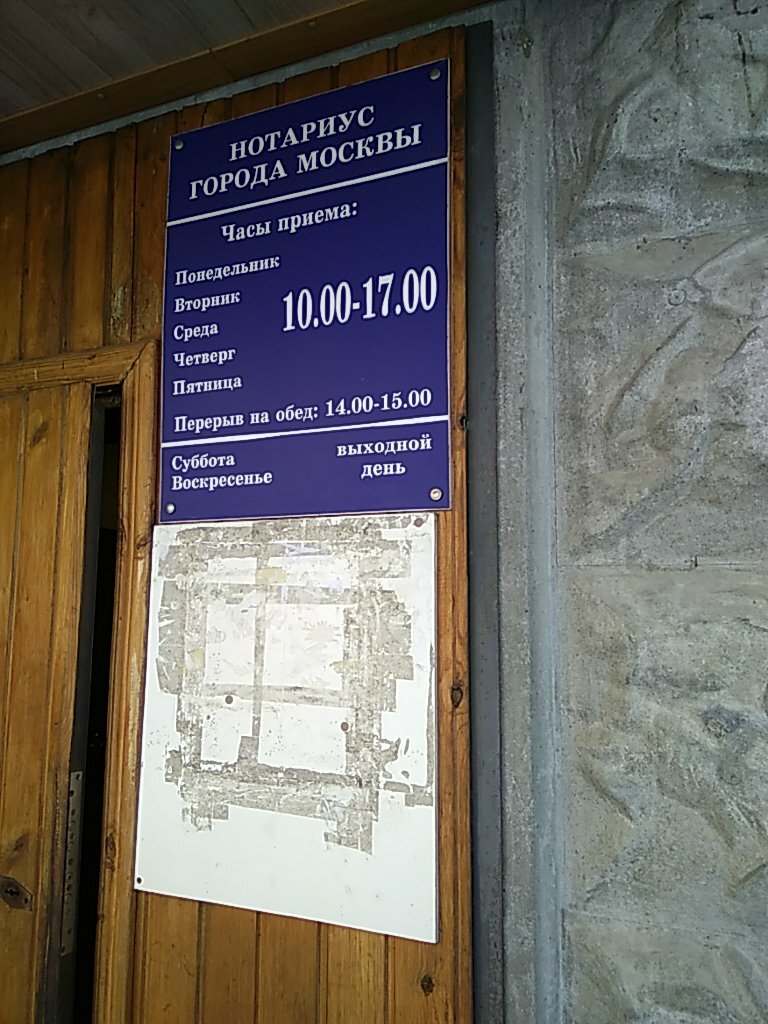 НОТАРИУС
ГОРОДА МОСКВЫ
Часы приема:
Понедельник
Вторник
Среда
Четверг
Пятница
10.00-17.00
Перерыв на обед: 14.00-15.00
Суббота
Воскресенье
выходной
день